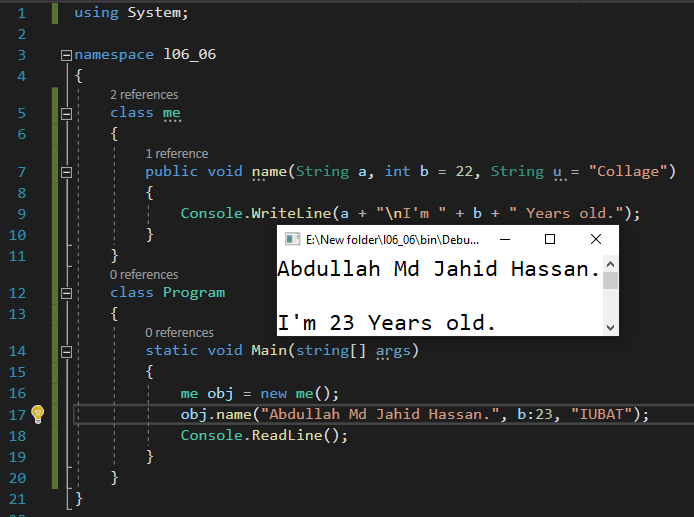 1 using System;
2
3 namespace l06_06
4 {
2 references
5 class me
6 {
1 reference
7 public void name(String a, int b = 22, String u = "Collage")
8 {
9 Console.WriteLine(a + "\nI'm " + b + " Years old.");
10 }
11 }
0 references
12 class Program
13 {
0 references
14 static void Main(string[] args)
15 {
16 me obj = new me();
17 obj.name("Abdullah Md Jahid Hassan.", b:23, "IUBAT");
18 Console.ReadLine();
19 }
20 }
21 }
E:\New folder\l06_06\bin\Debu...
Abdullah Md Jahid Hassan.
I'm 23 Years old.